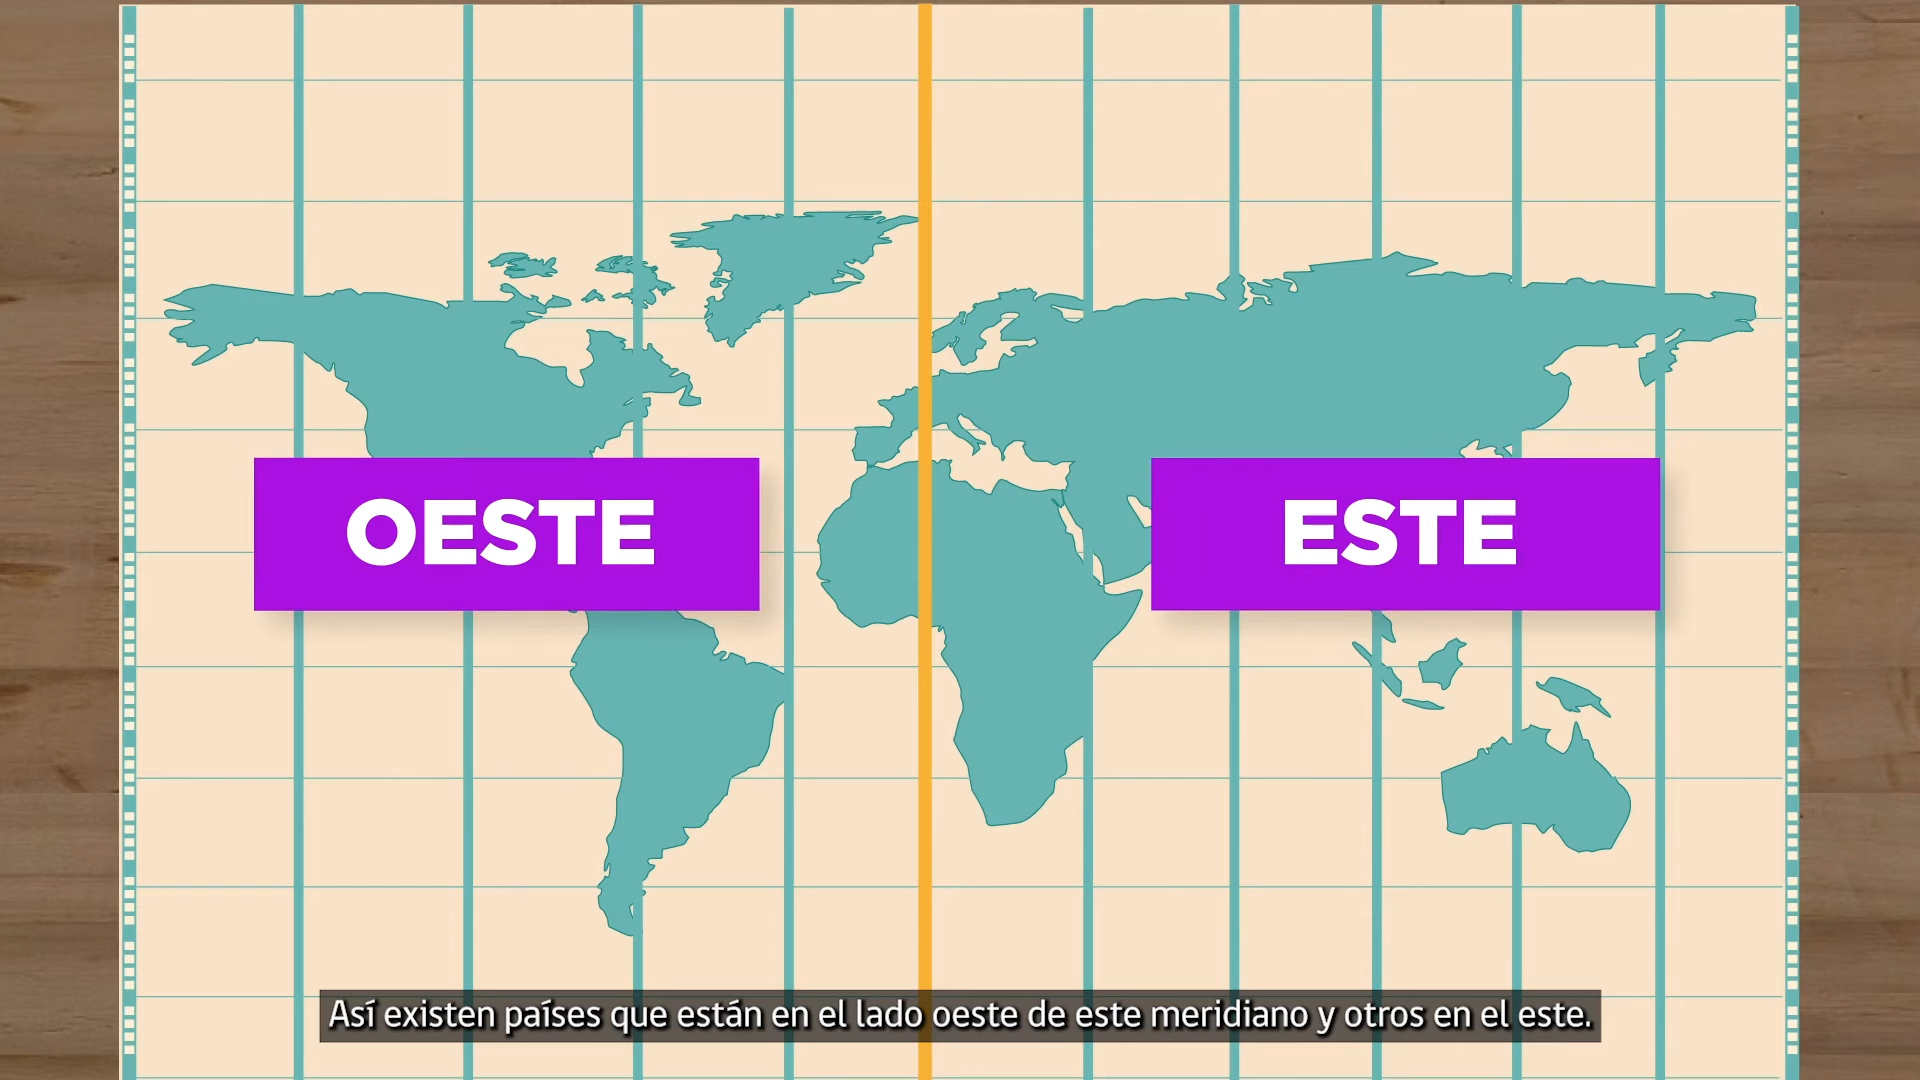 OESTE
ESTE
Así existen países que están en el lado oeste de este meridiano y otros en el este.